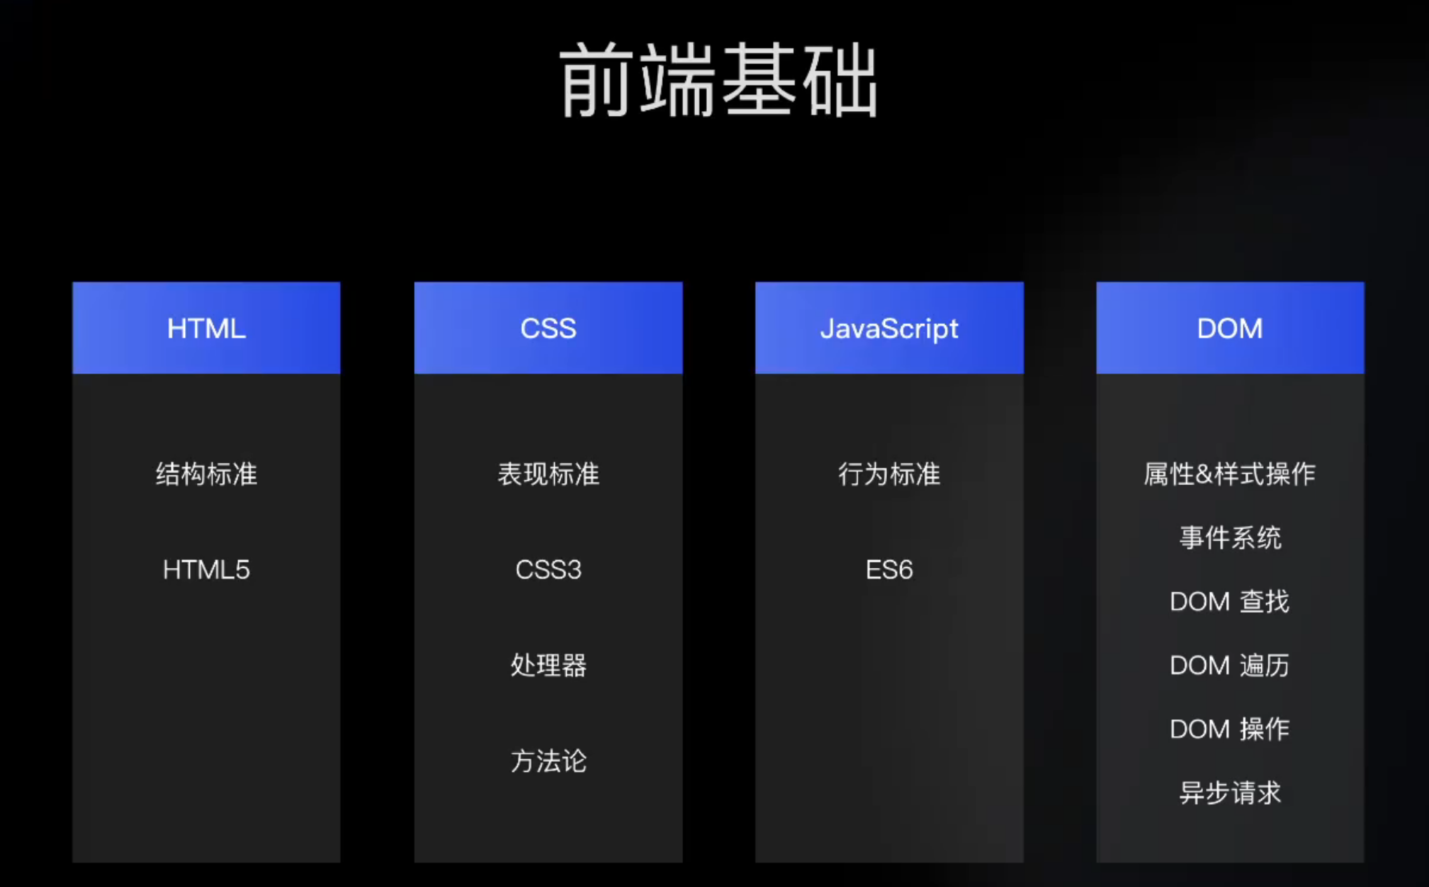 前端基础
HTML
结构标准
HTML5
CSS
表现标准
CSS3
处理器
方法论
JavaScript
行为标准
ES6
DOM
属性&样式操作
事件系统
DOM 查找
DOM 遍历
DOM 操作
异步请求